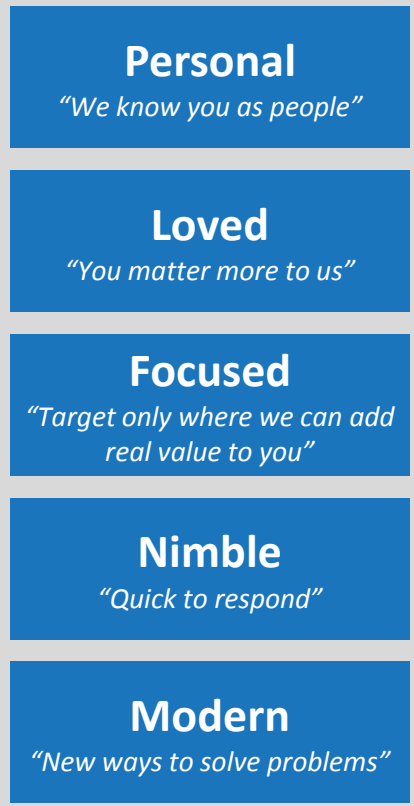 Personal
“We know you as people”
Loved
“You matter more to us”
Focused
“Target only where we can add
real value to you”
Nimble
“Quick to respond”
Modern
“New ways to solve problems”